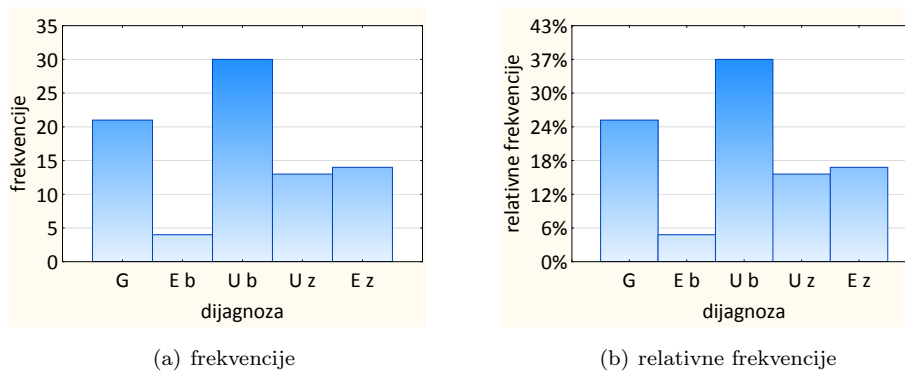 frekvencije
35
30
25
20
15
10
5
0
G E b U b U z E z
dijagnoza
(a) frekvencije
relativne frekvencije
43%
37%
30%
24%
18%
12%
6%
0%
G E b U b U z E z
dijagnoza
(b) relativne frekvencije